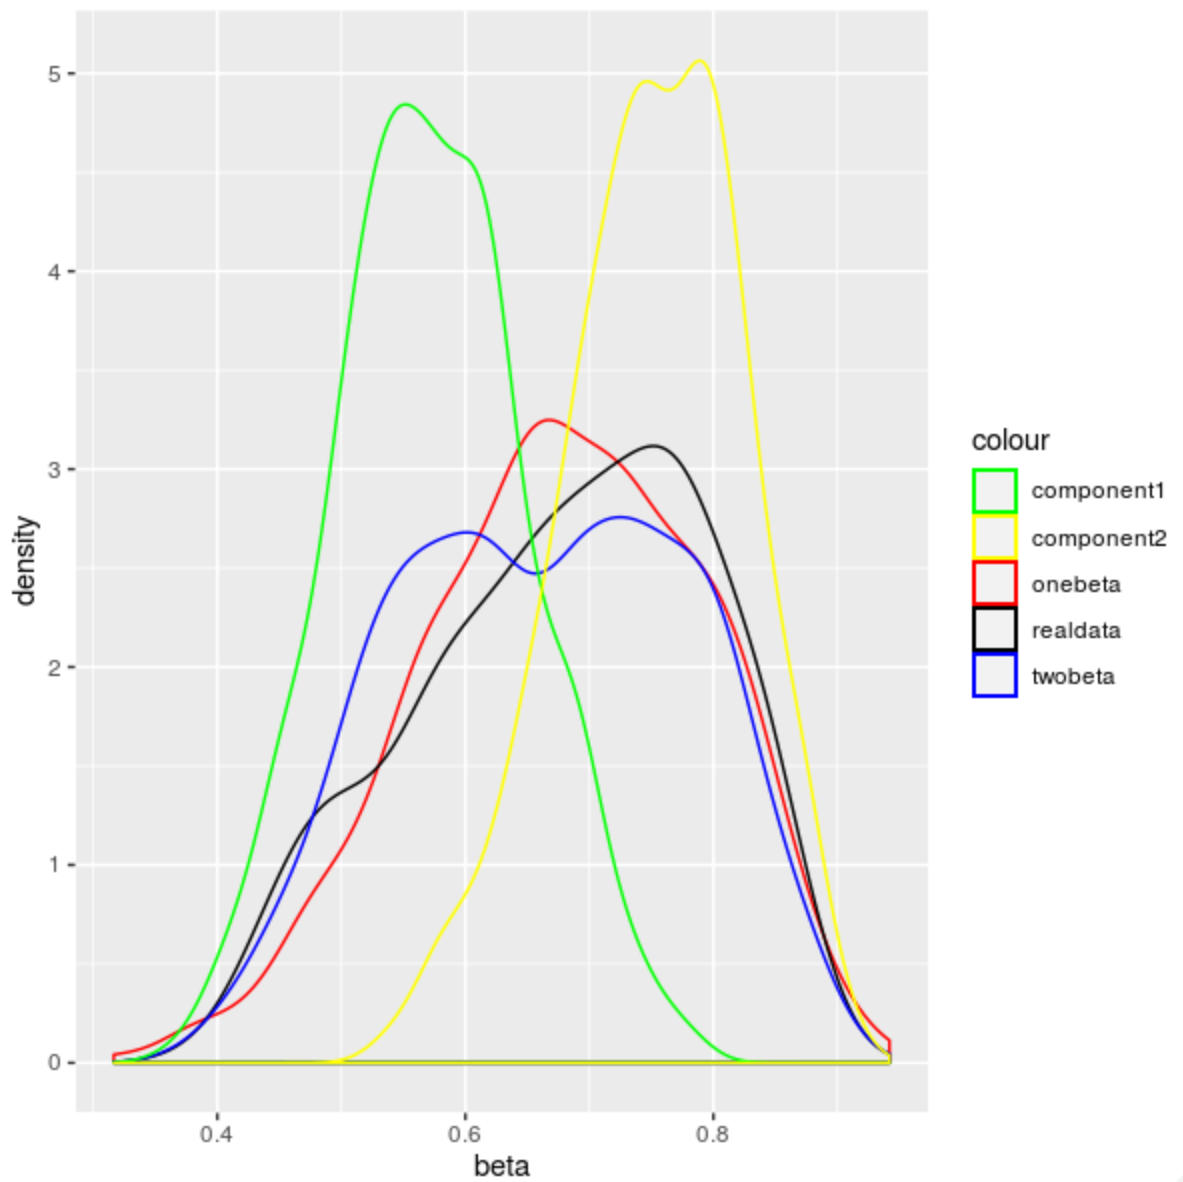 5
4
3
2
1
0
density
0.4 0.6 0.8
beta
colour
component1
component2
onebeta
realdata
twobeta